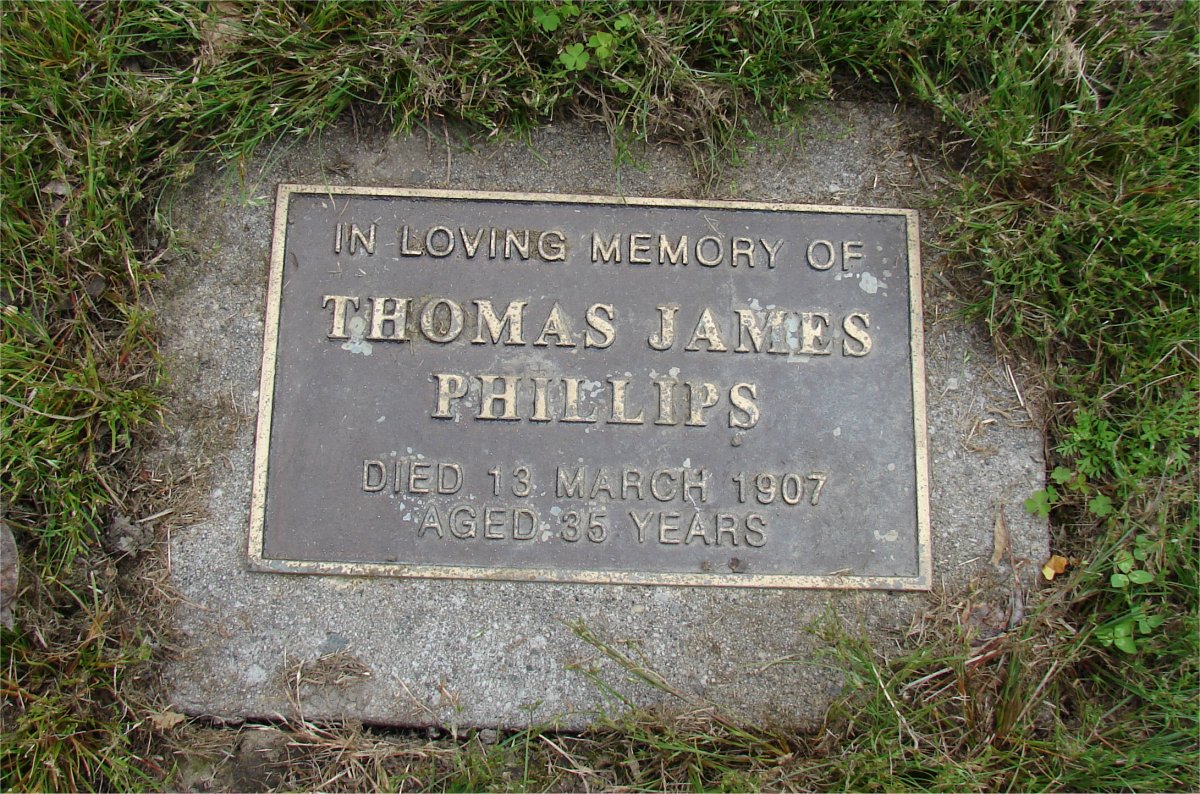 IN LOVING MEMORY OF
THOMAS JAMES
PHILLIPS
DIED 13 MARCH 1907
AGED 35 YEARS